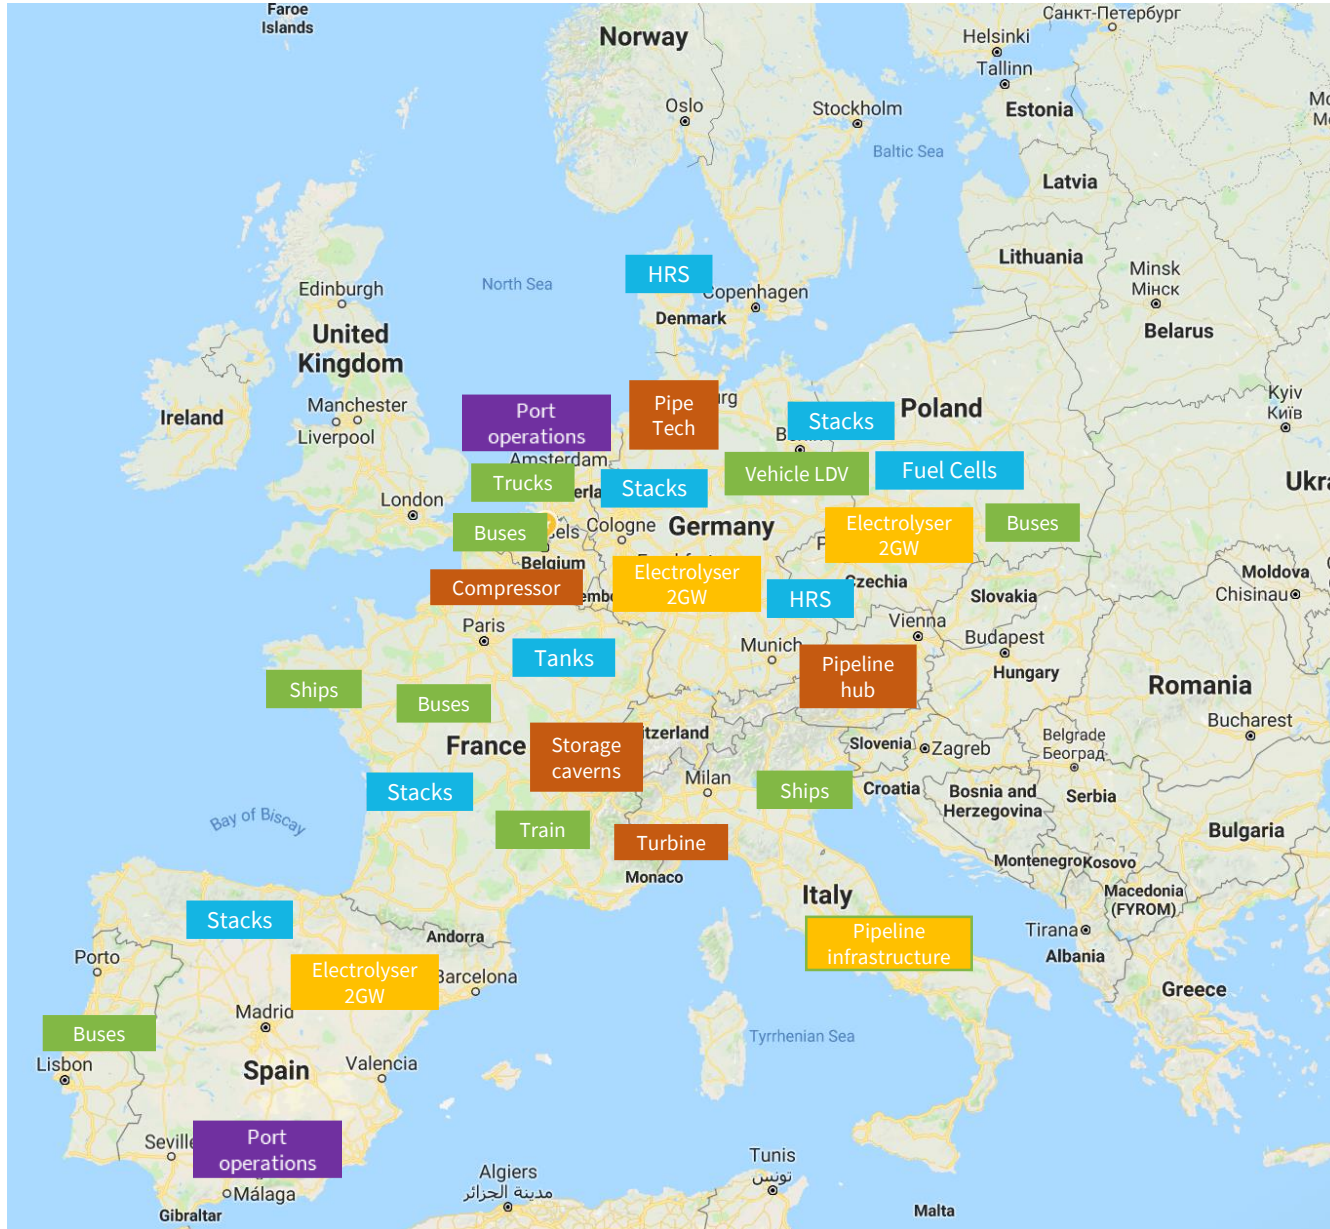 Faroe
Islands
Санкт-Петербург
Norway
Helsinki
Tallinn
Oslo
Stockholm
Estonia
Baltic Sea
Latvia
HRS
Lithuania
Minsk
Мінск
North Sea
Edinburgh
Copenhagen
Denmark
Belarus
United
Kingdom
Ireland
Manchester
Liverpool
Port
operations
Pipe
Tech
Stacks
Poland
Kyiv
Київ
Amsterdam
Trucks
Stacks
Vehicle LDV
Fuel Cells
London
Buses
Cologne
Germany
Electrolyser
2GW
Buses
Belgium
Compressor
Electrolyser
2GW
HRS
Czechia
Slovakia
Moldova
Chisinau
Paris
Vienna
Budapest
Tanks
Munich
Pipeline
hub
Hungary
Ships
Buses
Romania
Bucharest
France
Storage
caverns
Slovenia
Zagreb
Belgrade
Београд
Stacks
Milan
Ships
Croatia
Bosnia and
Herzegovina
Serbia
Bay of Biscay
Train
Turbine
Bulgaria
Monaco
Montenegro
Kosovo
Italy
Macedonia
(FYROM)
Stacks
Andorra
Pipeline
infrastructure
Tirana
Albania
Porto
Electrolyser
2GW
Barcelona
Greece
Madrid
Buses
Tyrrhenian Sea
Lisbon
Spain
Valencia
Port
operations
Seville
Málaga
Gibraltar
Algiers
مدينة الجزائر
Tunis
تونس
Malta